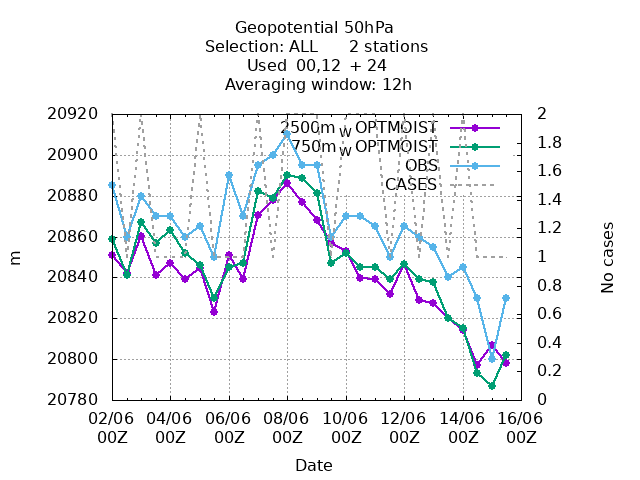 Geopotential 50hPa
Selection: ALL 2 stations
Used 00,12 + 24
Averaging window: 12h
20920
20900
20880
20860
20840
20820
20800
20780
m
2500m W OPTMOIST
750m W OPTMOIST
OBS
CASES
2
1.8
1.6
1.4
1.2
1
0.8
0.6
0.4
0.2
0
No cases
02/06 04/06 06/06 08/06 10/06 12/06 14/06 16/06
00Z 00Z 00Z 00Z 00Z 00Z 00Z 00Z
Date